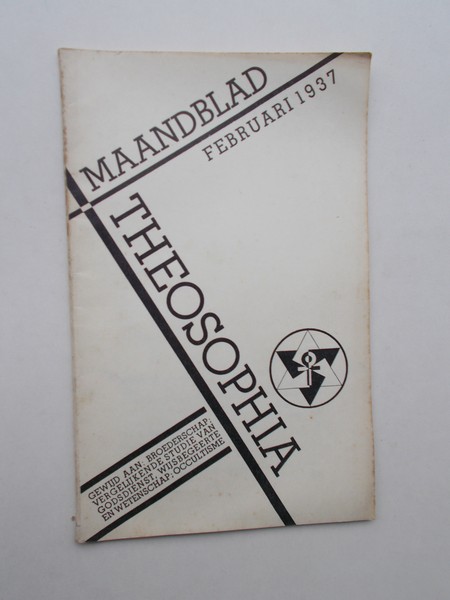 MAANDBLAD
FEBRUARI 1937
THEOSOPHIA
GEWIJD AAN: BROEDERSCHAP,
VERGELIJKENDE STUDIE VAN
GODSDIENST, WIJSBEGEERTE
EN WETENSCHAP; OCCULTISME